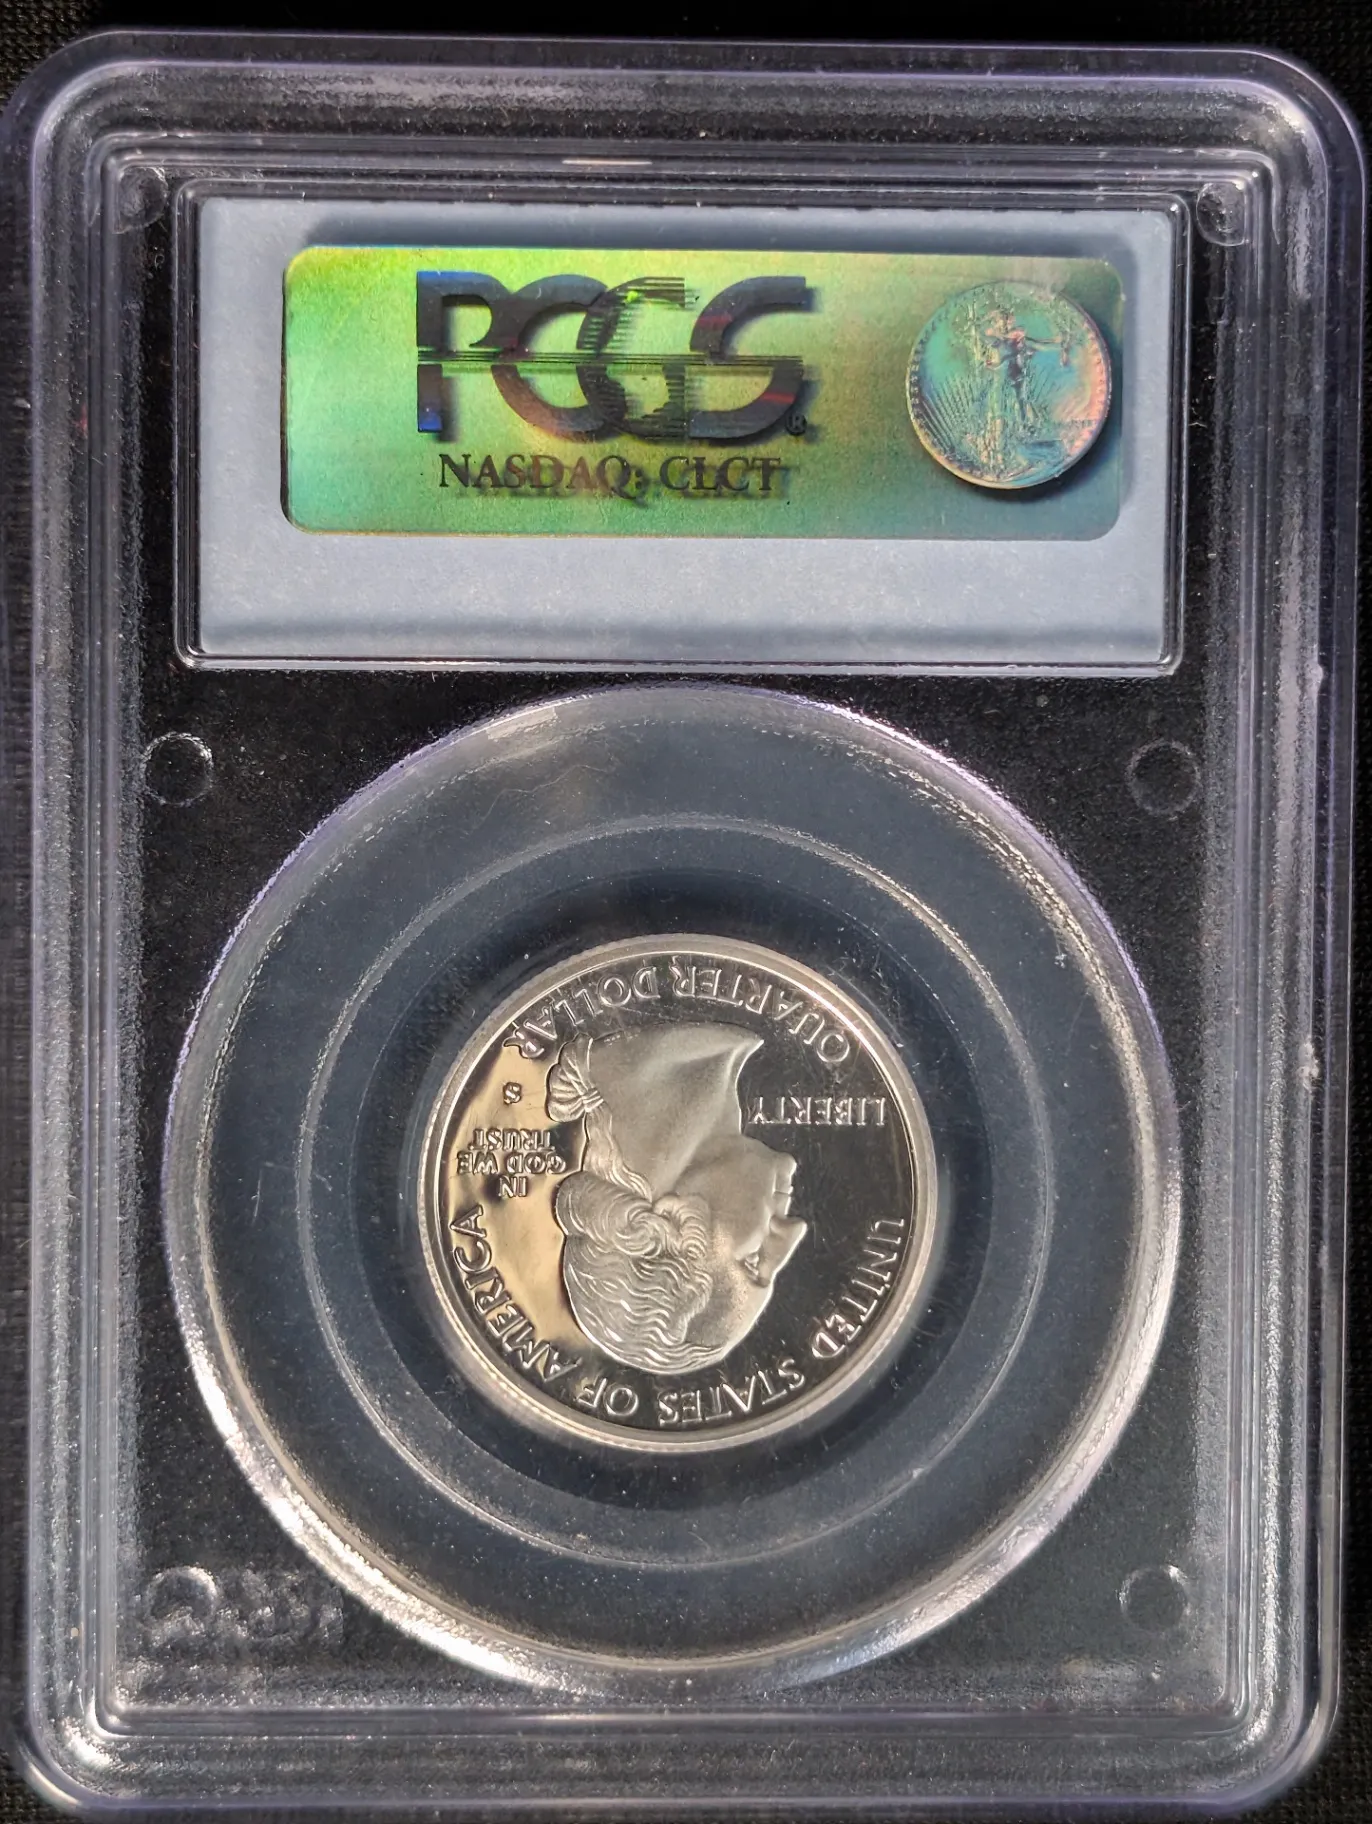 PCGS®
NASDAQ: CLCT
UNITED STATES OF AMERICA
LIBERTY
IN
GOD WE
TRUST
S
QUARTER DOLLAR